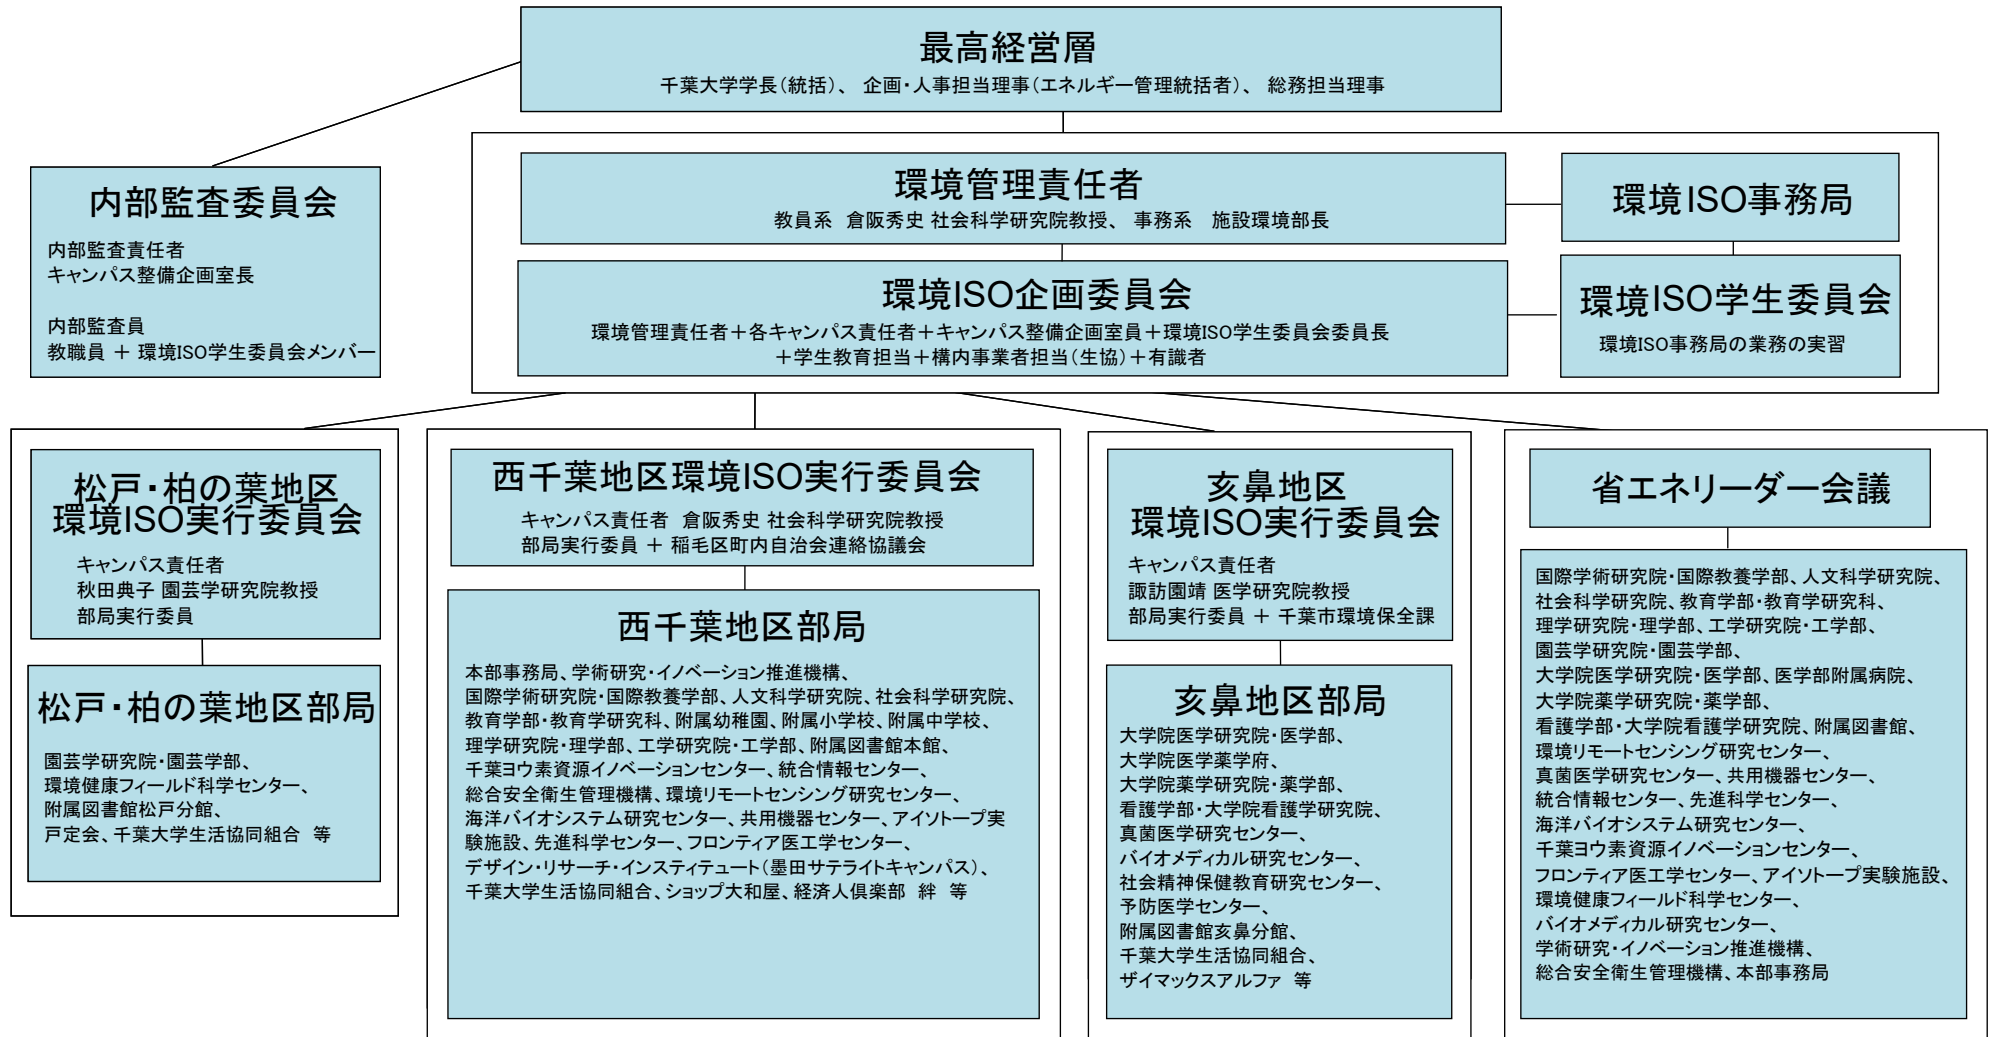 最高経営層
千葉大学学長（統括）、 企画・人事担当理事（エネルギー管理統括者）、 総務担当理事
内部監査委員会
内部監査責任者
キャンパス整備企画室長
内部監査員
教職員 ＋ 環境ISO学生委員会メンバー
環境管理責任者
教員系 倉阪秀史 社会科学研究院教授、 事務系　施設環境部長
環境ISO事務局
環境ISO企画委員会
環境管理責任者＋各キャンパス責任者＋キャンパス整備企画室員＋環境ISO学生委員会委員長
＋学生教育担当＋構内事業者担当（生協）＋有識者
環境ISO学生委員会
環境ISO事務局の業務の実習
松戸・柏の葉地区
環境ISO実行委員会
キャンパス責任者
秋田典子 園芸学研究院教授
部局実行委員
松戸・柏の葉地区部局
園芸学研究院・園芸学部、
環境健康フィールド科学センター、
附属図書館松戸分館、
戸定会、千葉大学生活協同組合　等
西千葉地区環境ISO実行委員会
キャンパス責任者 倉阪秀史 社会科学研究院教授
部局実行委員 ＋ 稲毛区町内自治会連絡協議会
西千葉地区部局
本部事務局、学術研究・イノベーション推進機構、
国際学術研究院・国際教養学部、人文科学研究院、社会科学研究院、
教育学部・教育学研究科、附属幼稚園、附属小学校、附属中学校、
理学研究院・理学部、工学研究院・工学部、附属図書館本館、
千葉ヨウ素資源イノベーションセンター、統合情報センター、
総合安全衛生管理機構、環境リモートセンシング研究センター、
海洋バイオシステム研究センター、共用機器センター、アイソトープ実
験施設、先進科学センター、フロンティア医工学センター、
デザイン・リサーチ・インスティテュート（墨田サテライトキャンパス）、
千葉大学生活協同組合、ショップ大和屋、経済人倶楽部　絆　等
亥鼻地区
環境ISO実行委員会
キャンパス責任者
諏訪園靖 医学研究院教授
部局実行委員 ＋ 千葉市環境保全課
亥鼻地区部局
大学院医学研究院・医学部、
大学院医学薬学府、
大学院薬学研究院・薬学部、
看護学部・大学院看護学研究院、
真菌医学研究センター、
バイオメディカル研究センター、
社会精神保健教育研究センター、
予防医学センター、
附属図書館亥鼻分館、
千葉大学生活協同組合、
ザイマックスアルファ　等
省エネリーダー会議
国際学術研究院・国際教養学部、人文科学研究院、
社会科学研究院、教育学部・教育学研究科、
理学研究院・理学部、工学研究院・工学部、
園芸学研究院・園芸学部、
大学院医学研究院・医学部、医学部附属病院、
大学院薬学研究院・薬学部、
看護学部・大学院看護学研究院、附属図書館、
環境リモートセンシング研究センター、
真菌医学研究センター、共用機器センター、
統合情報センター、先進科学センター、
海洋バイオシステム研究センター、
千葉ヨウ素資源イノベーションセンター、
フロンティア医工学センター、アイソトープ実験施設、
環境健康フィールド科学センター、
バイオメディカル研究センター、
学術研究・イノベーション推進機構、
総合安全衛生管理機構、本部事務局